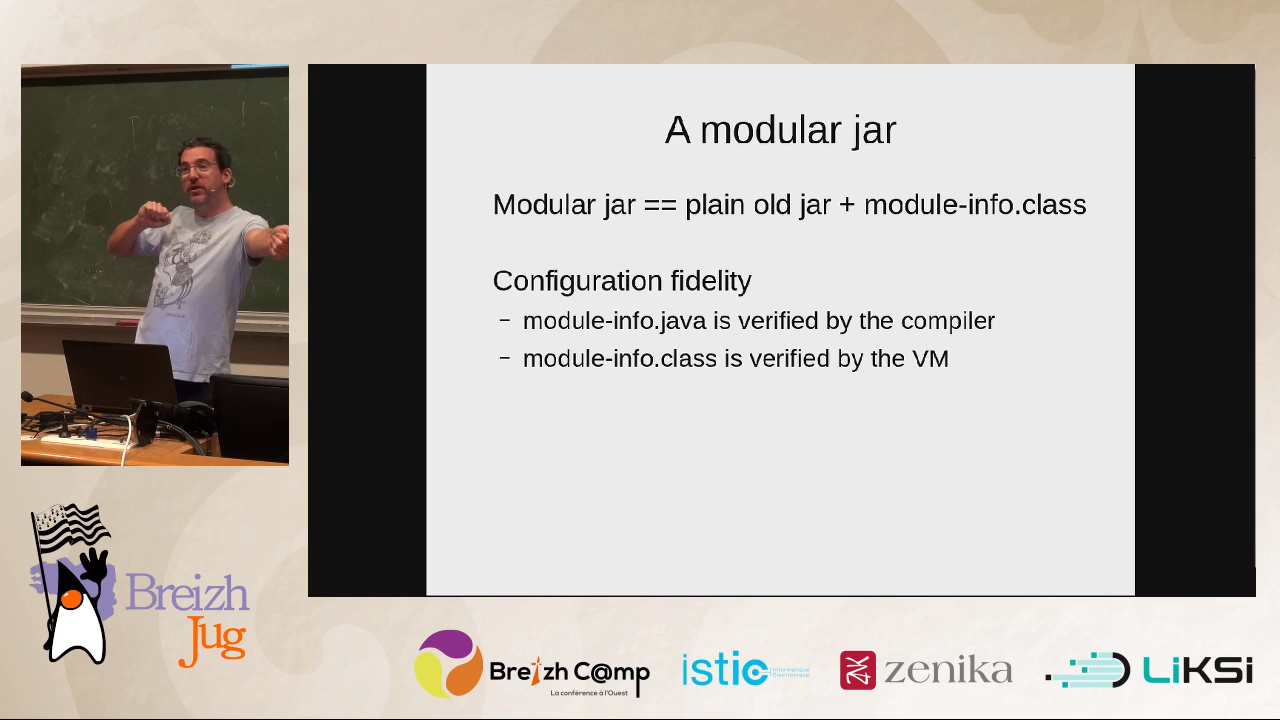 A modular jar
Modular jar == plain old jar + module-info.class
Configuration fidelity
– module-info.java is verified by the compiler
– module-info.class is verified by the VM
Breizh
Jug
Breizh C@mp
La conférence à l'Ouest
istic
Informatique
Électronique
zenika
LiKSi